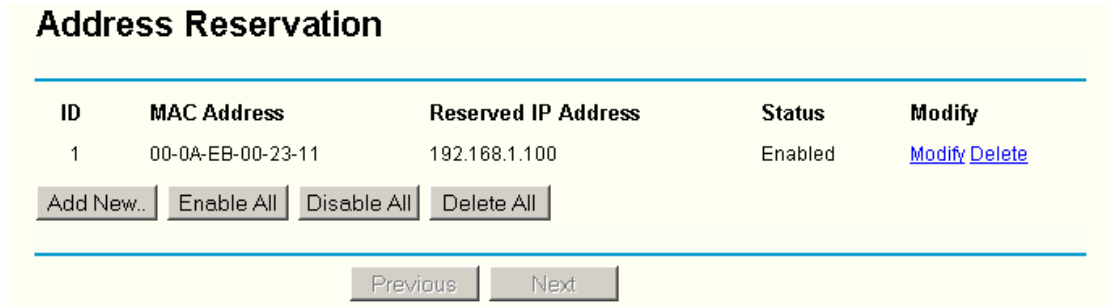 Address Reservation
ID MAC Address Reserved IP Address Status Modify
1 00-0A-EB-00-23-11 192.168.1.100 Enabled Modify Delete
Add New.. Enable All Disable All Delete All
Previous Next